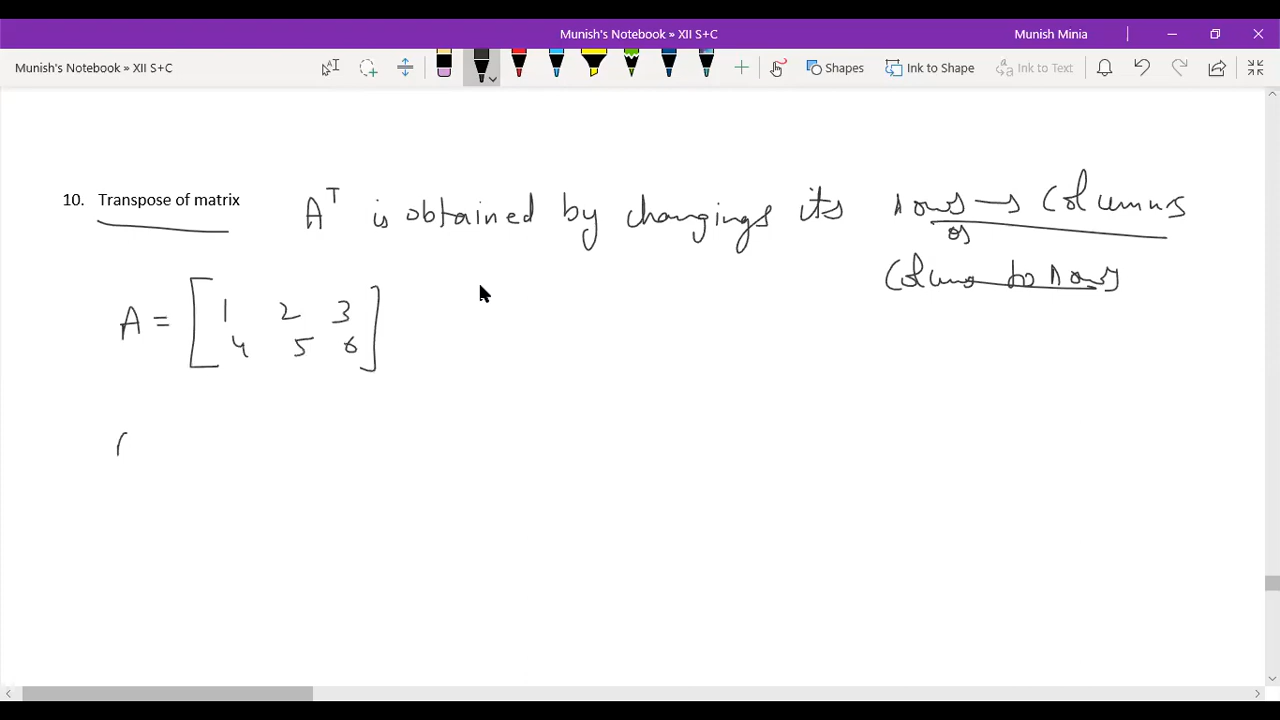 Munish's Notebook » XII S+C
Munish Minia
Munish's Notebook » XII S+C
Shapes
Ink to Shape
Ink to Text
10. Transpose of matrix
A^T is obtained by changings its rows → Columns
or
Column to rows
A = [1 2 3
4 5 6]